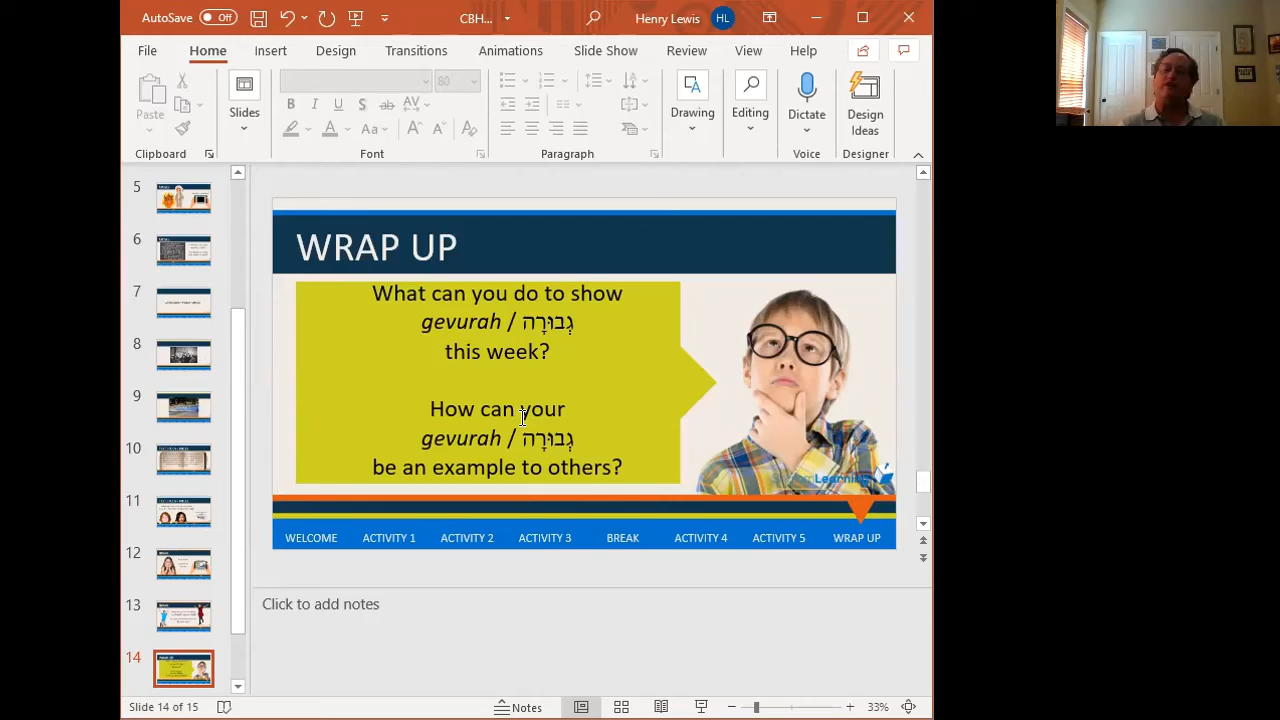 AutoSave
Off
CBH...
Henry Lewis
HL
File
Home
Insert
Design
Transitions
Animations
Slide Show
Review
View
Help
Paste
Clipboard
Slides
80
Font
Paragraph
Drawing
Editing
Dictate
Voice
Design
Ideas
Designer
5
6
7
8
9
10
11
12
13
14
WRAP UP
What can you do to show
gevurah / גְּבוּרָה
this week?
How can your
gevurah / גְּבוּרָה
be an example to others?
WELCOME ACTIVITY 1 ACTIVITY 2 ACTIVITY 3 BREAK ACTIVITY 4 ACTIVITY 5 WRAP UP
Click to add notes
Slide 14 of 15
Notes
33%